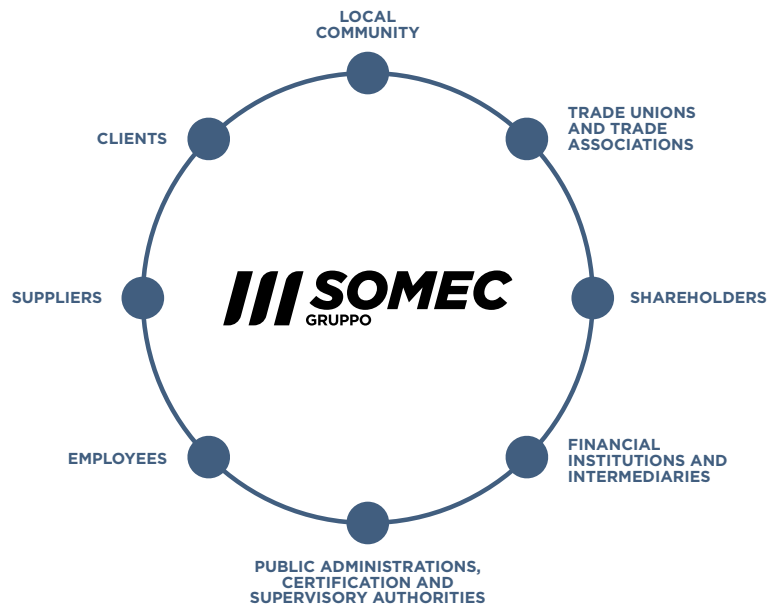 LOCAL
COMMUNITY
TRADE UNIONS
AND TRADE
ASSOCIATIONS
CLIENTS
SUPPLIERS
SOMEC
GRUPPO
SHAREHOLDERS
EMPLOYEES
FINANCIAL
INSTITUTIONS AND
INTERMEDIARIES
PUBLIC ADMINISTRATIONS,
CERTIFICATION AND
SUPERVISORY AUTHORITIES